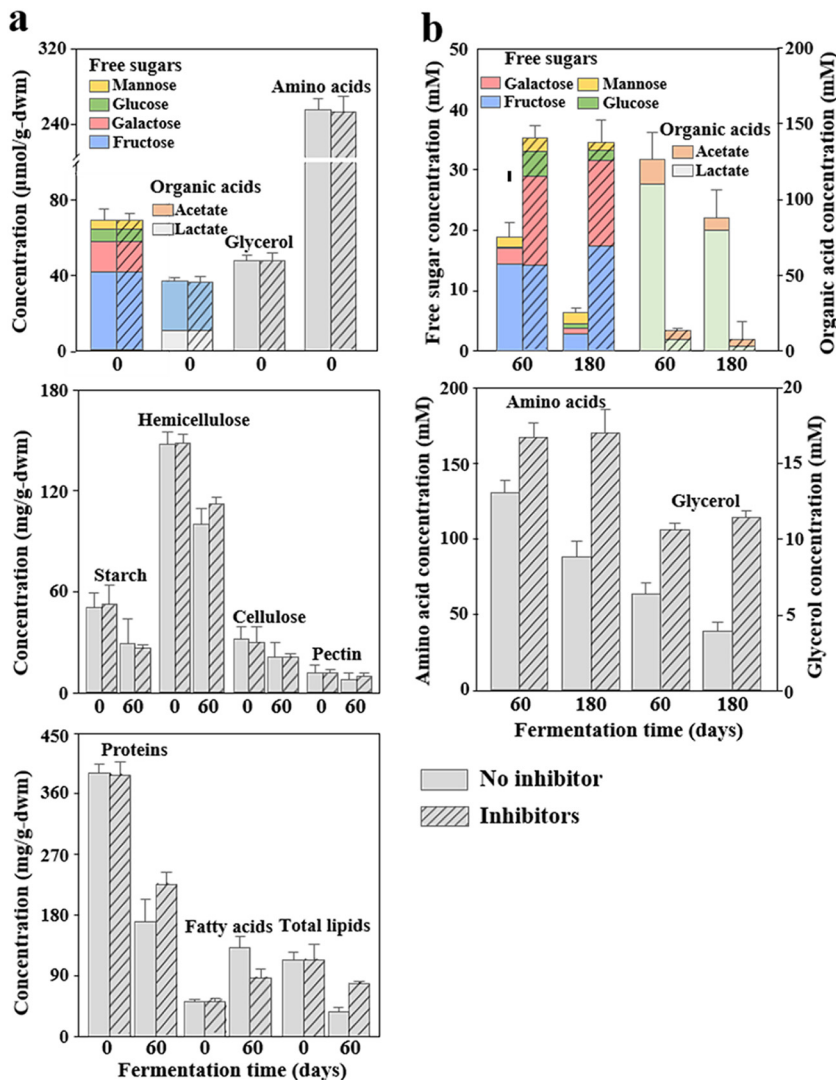 a
320
240
80
40
0
Concentration (μmol/g-dwm)
Free sugars
Mannose
Glucose
Galactose
Fructose
Organic acids
Acetate
Lactate
Glycerol
Amino acids
0 0 0 0
180
120
60
0
Concentration (mg/g-dwm)
Starch
Hemicellulose
Cellulose
Pectin
0 60 0 60 0 60 0 60
450
360
270
180
90
0
Concentration (mg/g-dwm)
Proteins
Fatty acids Total lipids
0 60 0 60 0 60
Fermentation time (days)
b
50
40
30
20
10
0
Free sugar concentration (mM)
Free sugars
Galactose Mannose
Fructose Glucose
Organic acids
Acetate
Lactate
200
150
100
50
0
Organic acid concentration (mM)
60 180 60 180
200
150
100
50
0
Amino acid concentration (mM)
Amino acids
Glycerol
20
15
10
5
0
Glycerol concentration (mM)
60 180 60 180
Fermentation time (days)
No inhibitor
Inhibitors